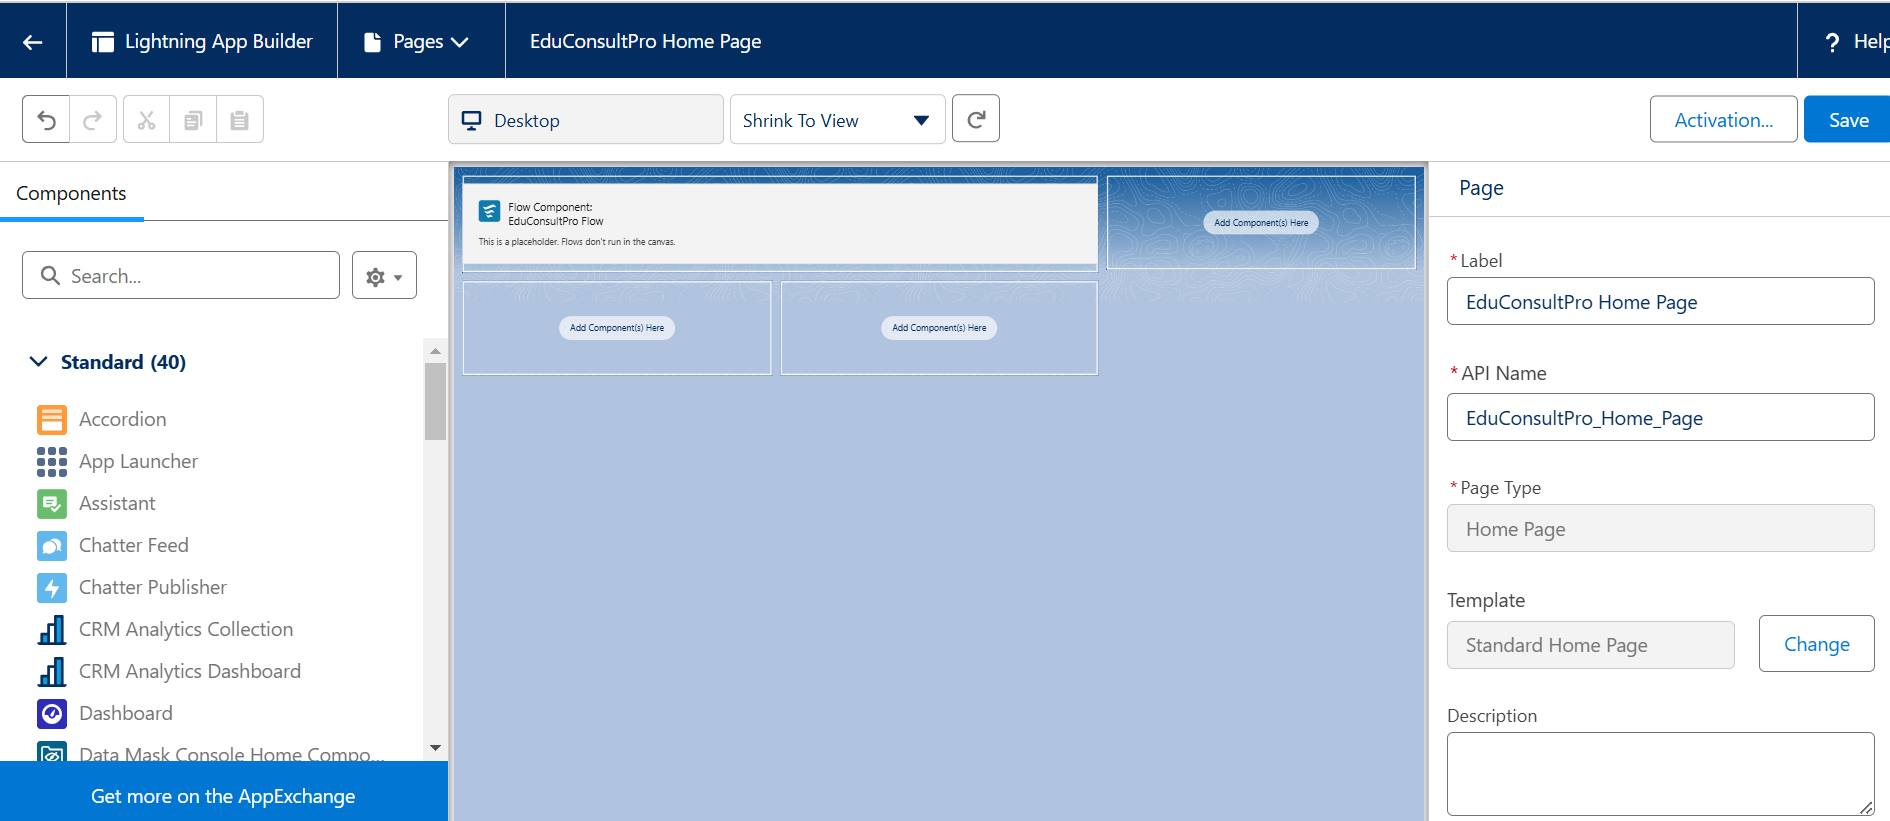 Lightning App Builder
Pages
EduConsultPro Home Page
? Help
Desktop
Shrink To View
Activation...
Save
Components
Search...
Standard (40)
Accordion
App Launcher
Assistant
Chatter Feed
Chatter Publisher
CRM Analytics Collection
CRM Analytics Dashboard
Dashboard
Data Mask Console Home Compo...
Get more on the AppExchange
Flow Component:
EduConsultPro Flow
This is a placeholder. Flows don't run in the canvas.
Add Component(s) Here
Add Component(s) Here
Add Component(s) Here
Page
*Label
EduConsultPro Home Page
*API Name
EduConsultPro_Home_Page
*Page Type
Home Page
Template
Standard Home Page
Change
Description